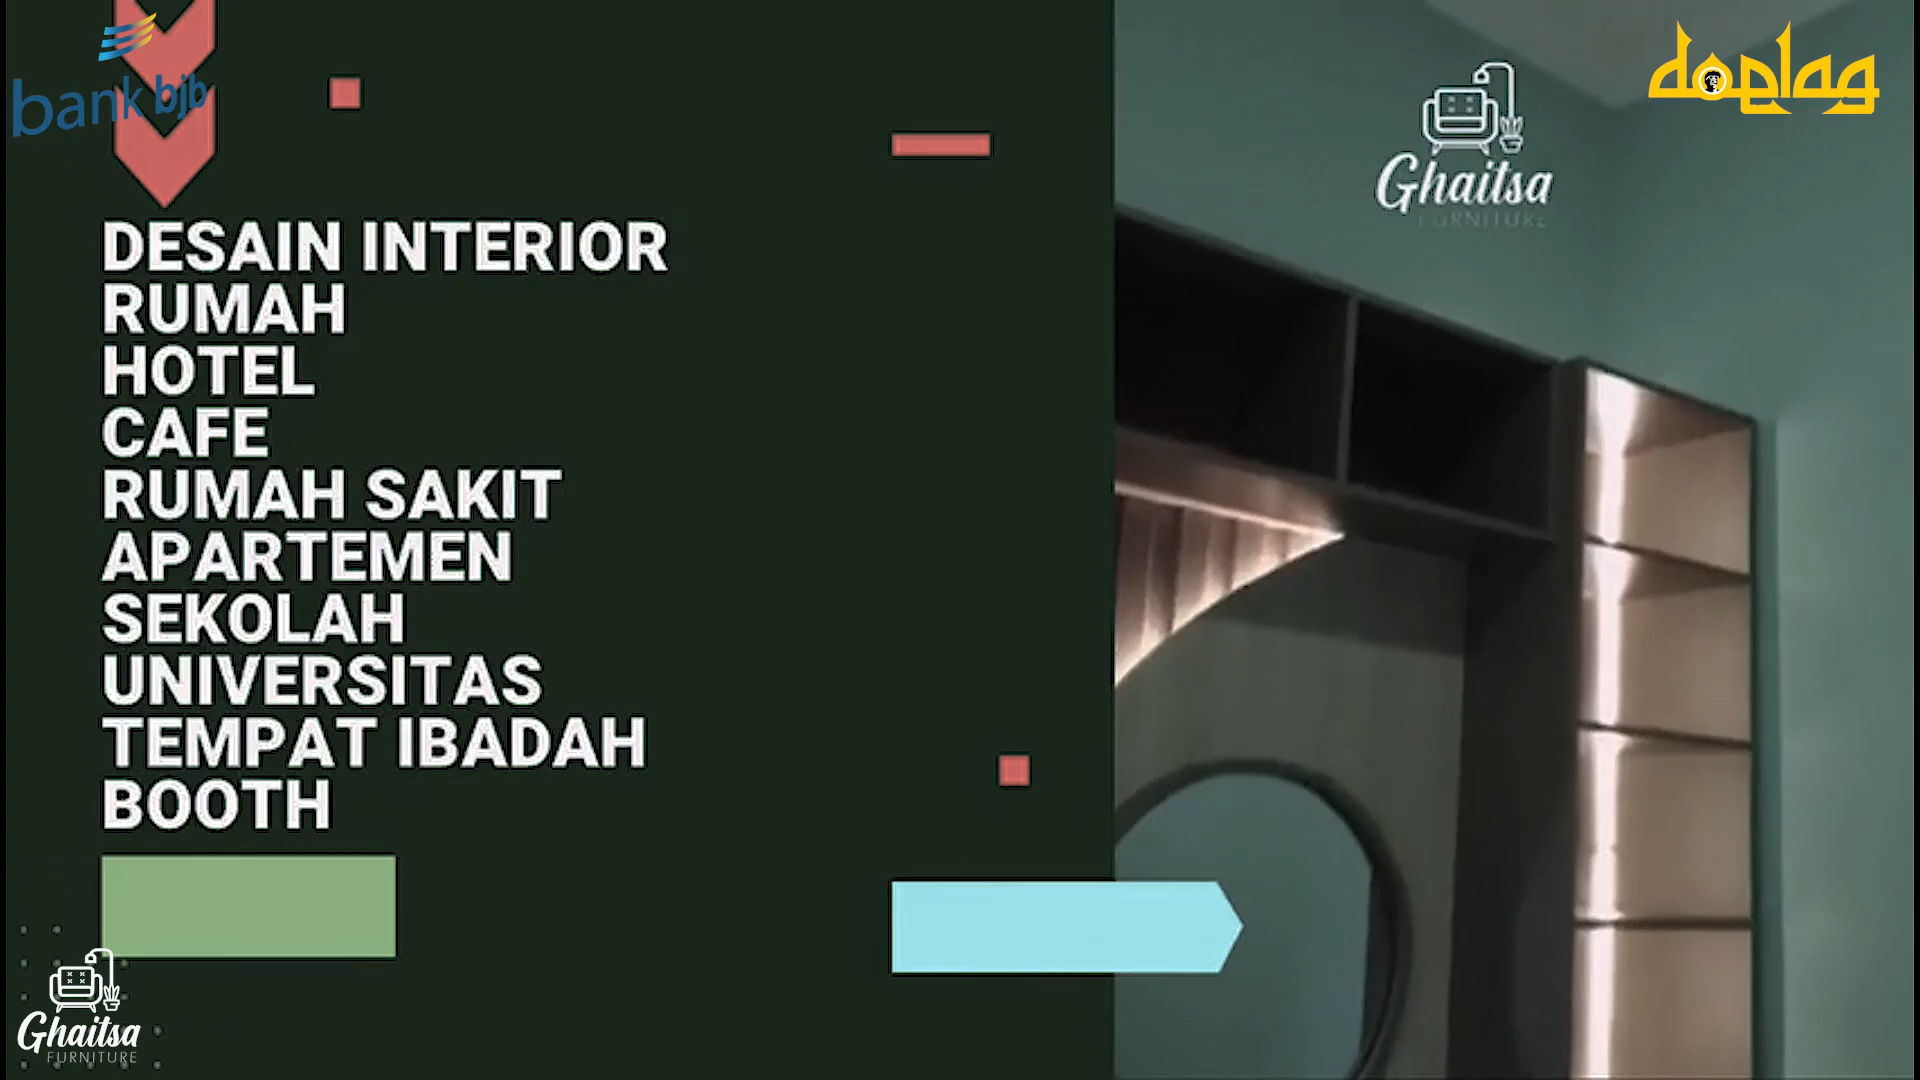 bank bjb
doplag
Ghaitsa
FURNITURE
DESAIN INTERIOR
RUMAH
HOTEL
CAFE
RUMAH SAKIT
APARTEMEN
SEKOLAH
UNIVERSITAS
TEMPAT IBADAH
BOOTH
Ghaitsa
FURNITURE